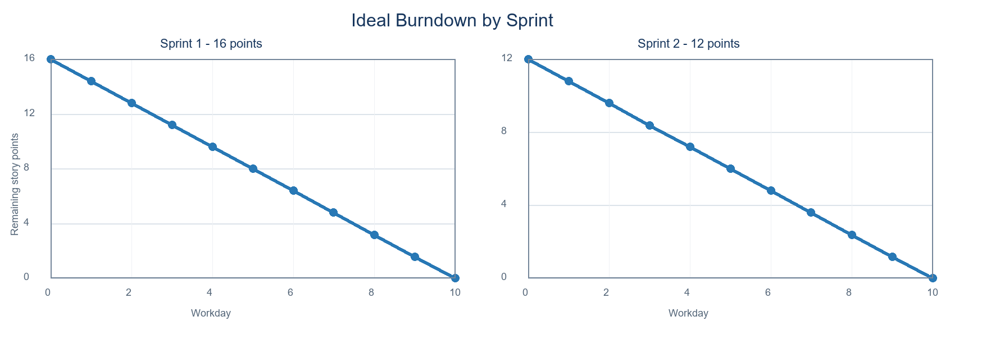 Ideal Burndown by Sprint
Sprint 1 - 16 points
16
12
8
4
0
Remaining story points
0 2 4 6 8 10
Workday
Sprint 2 - 12 points
12
8
4
0
0 2 4 6 8 10
Workday